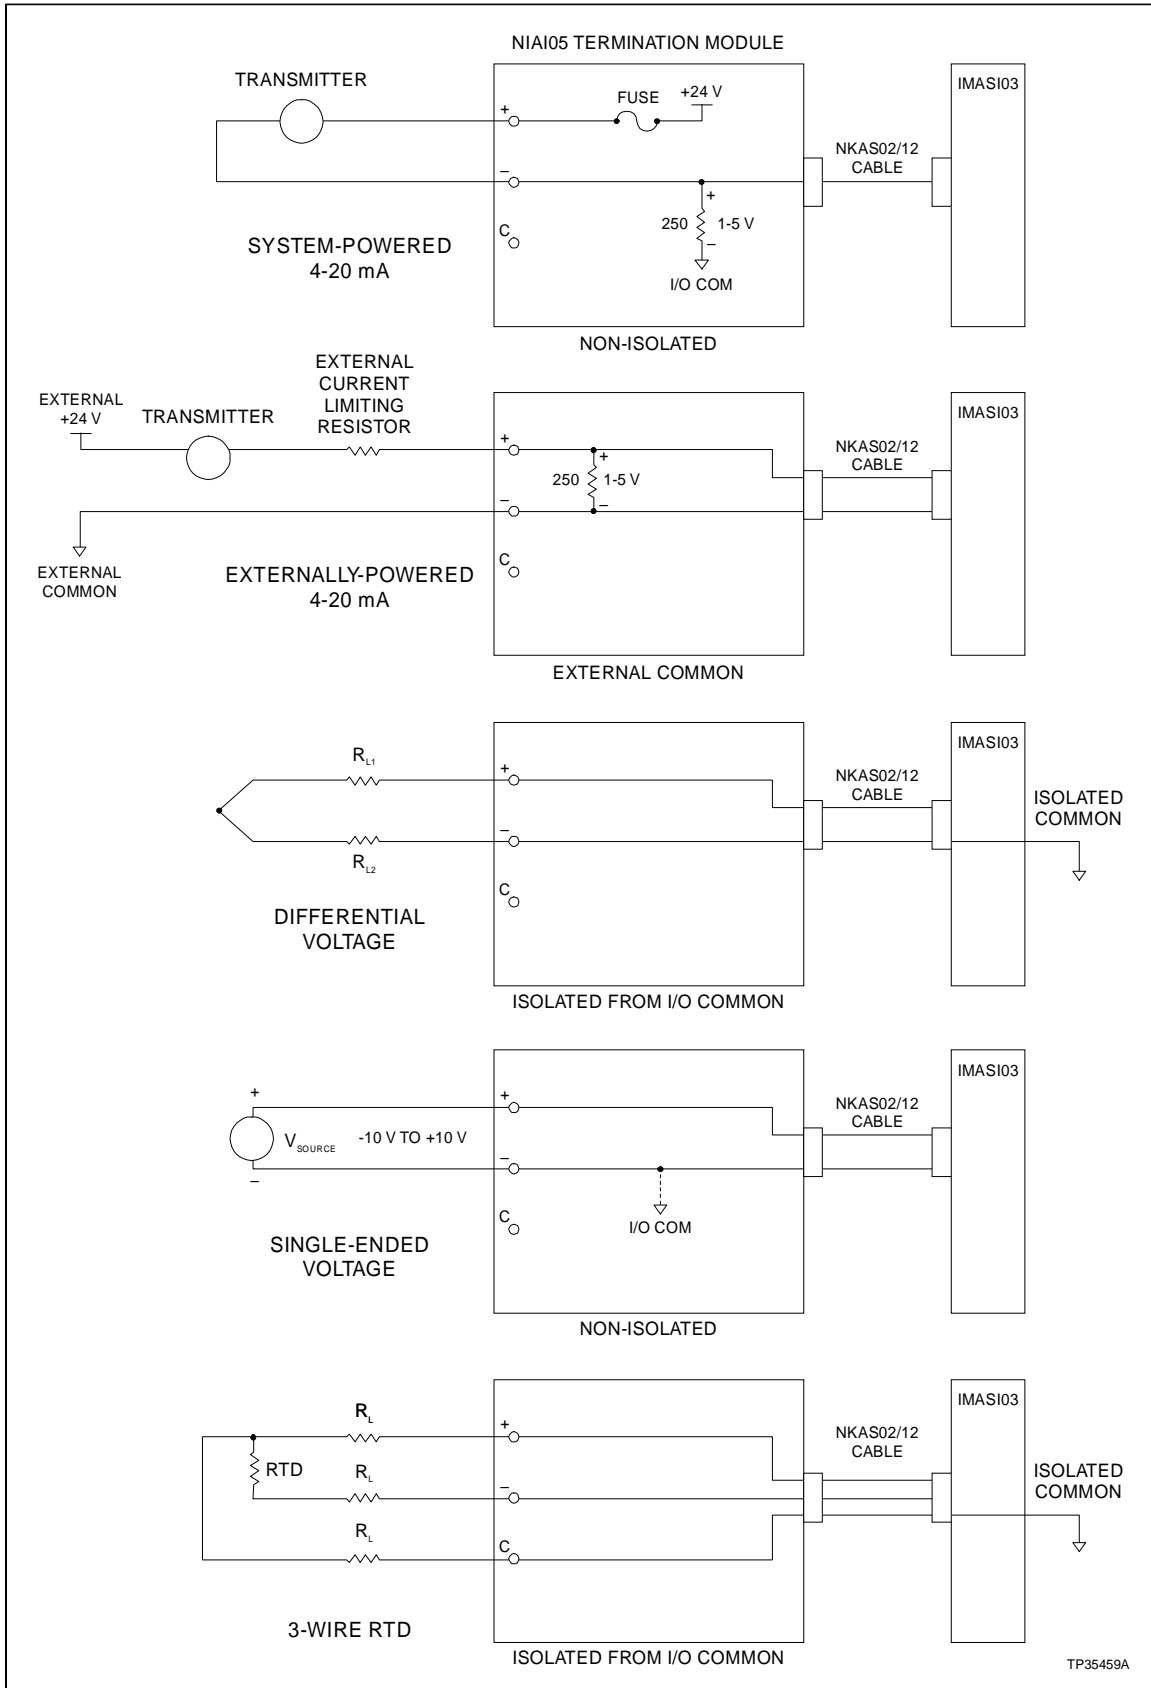 NIAI05 TERMINATION MODULE
TRANSMITTER
IMASI03
FUSE
+24 V
+
NKAS02/12
CABLE
–
+
250
1-5 V
–
C
SYSTEM-POWERED
4-20 mA
I/O COM
NON-ISOLATED
EXTERNAL
CURRENT
LIMITING
RESISTOR
EXTERNAL
+24 V
TRANSMITTER
IMASI03
+
NKAS02/12
CABLE
+
250
1-5 V
–
–
C
EXTERNAL
COMMON
EXTERNALLY-POWERED
4-20 mA
EXTERNAL COMMON
IMASI03
RL1
+
NKAS02/12
CABLE
ISOLATED
COMMON
–
RL2
C
DIFFERENTIAL
VOLTAGE
ISOLATED FROM I/O COMMON
IMASI03
+
+
NKAS02/12
CABLE
VSOURCE -10 V TO +10 V
–
–
C
I/O COM
SINGLE-ENDED
VOLTAGE
NON-ISOLATED
IMASI03
RL
+
NKAS02/12
CABLE
RTD
RL
–
ISOLATED
COMMON
RL
C
3-WIRE RTD
ISOLATED FROM I/O COMMON
TP35459A